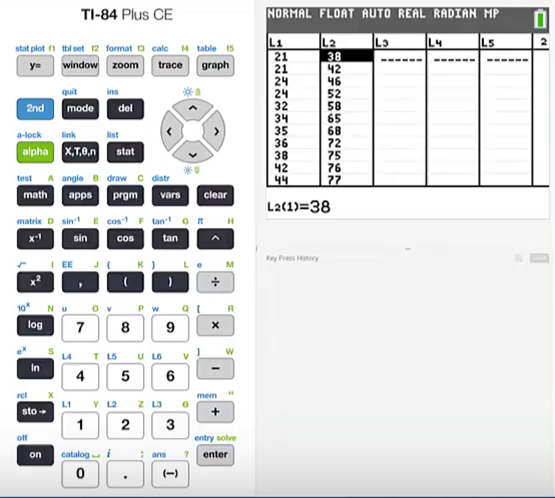 TI-84 Plus CE
stat plot f1 tbl set f2 format f3 calc f4 table f5
y= window zoom trace graph
quit ins
2nd mode del
a-lock link list
alpha X,T,θ,n stat
test A angle B draw C distr
math apps prgm vars clear
matrix D sin⁻¹ E cos⁻¹ F tan⁻¹ G π H
x⁻¹ sin cos tan ^
√ I EE J { K } L e M
x² , ( ) ÷
10ˣ N u O v P w Q [ R
log 7 8 9 ×
eˣ S L4 T L5 U L6 V ] W
ln 4 5 6 −
rcl X L1 Y L2 Z L3 θ mem "
sto→ 1 2 3 +
off catalog ⎵ i : ans ? entry solve
on 0 . (−) enter
NORMAL FLOAT AUTO REAL RADIAN MP
L1 L2 L3 L4 L5 2
21 38 ------ ------ ------
21 42
24 46
24 52
32 58
34 65
35 68
36 72
38 75
42 76
44 77
L2(1)=38
Key Press History